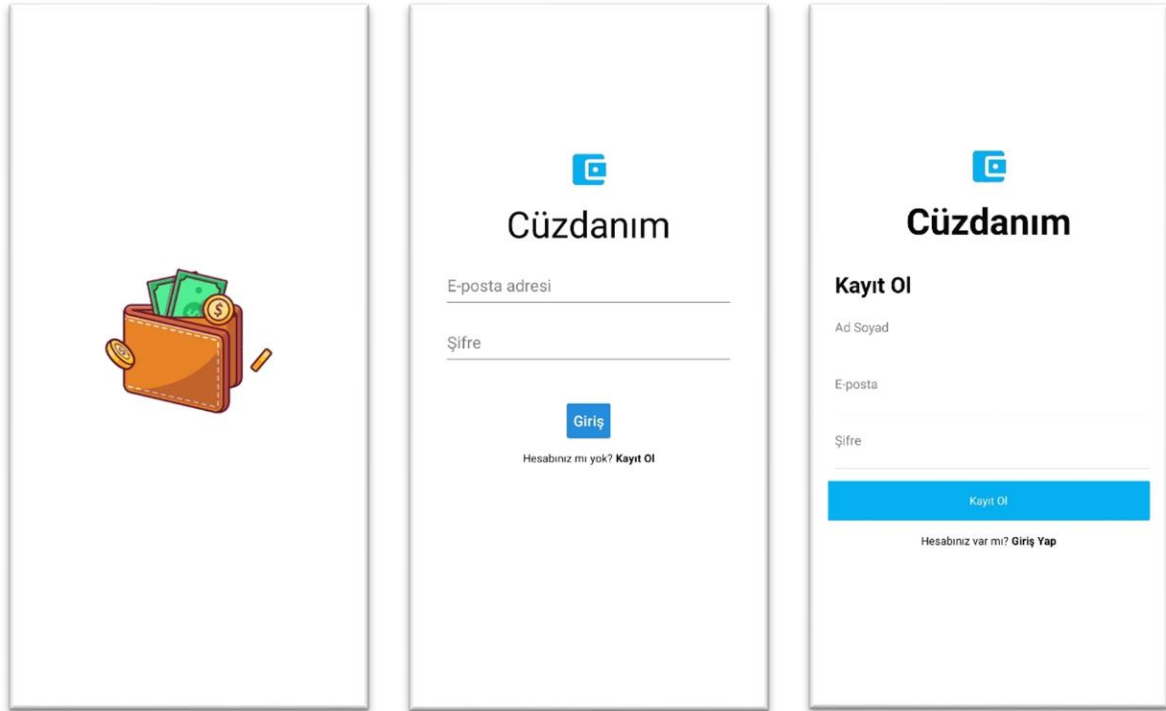 Cüzdanım
E-posta adresi
Şifre
Giriş
Hesabınız mı yok? Kayıt Ol
Cüzdanım
Kayıt Ol
Ad Soyad
E-posta
Şifre
Kayıt Ol
Hesabınız var mı? Giriş Yap